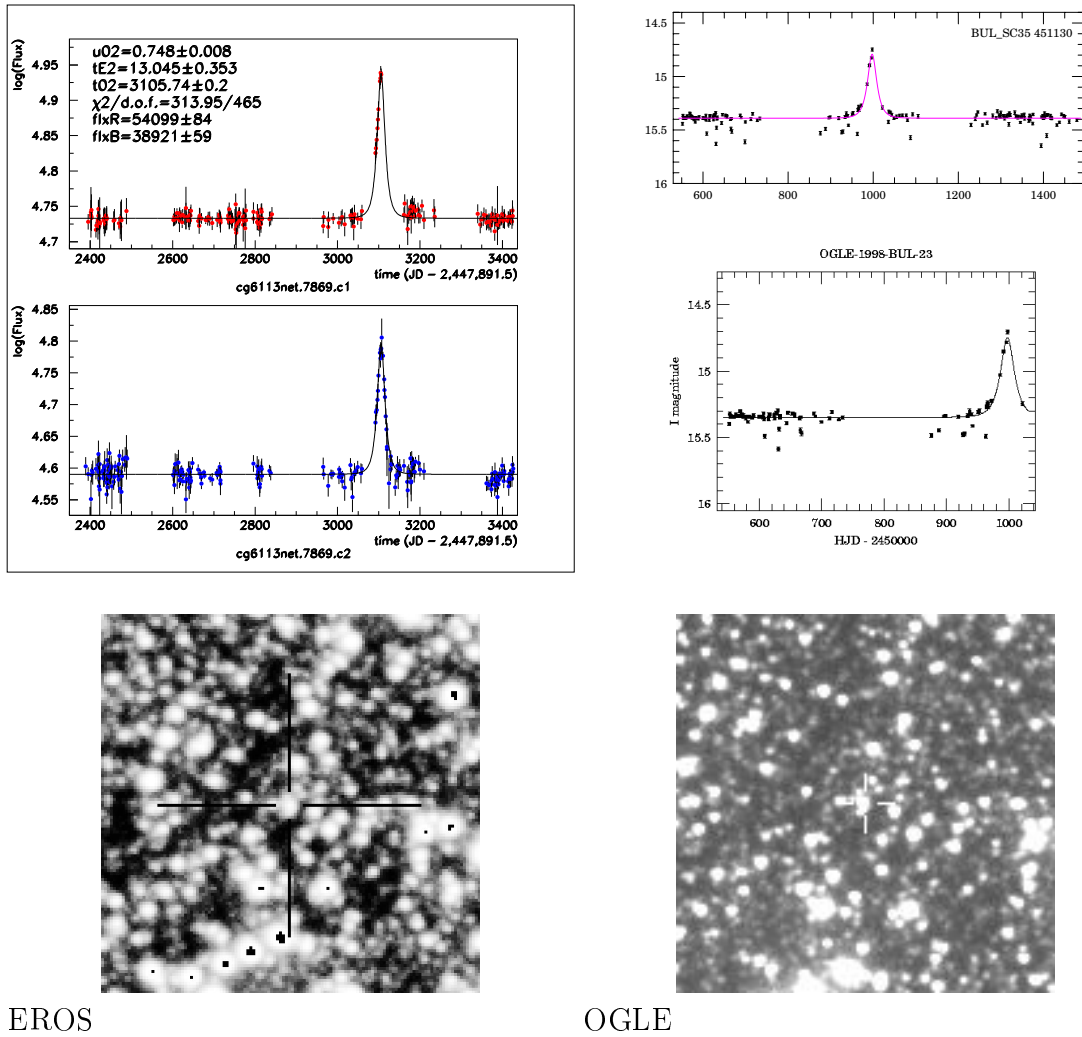 log(Flux)
u02=0.748±0.008
tE2=13.045±0.353
t02=3105.74±0.2
χ2/d.o.f.=313.95/465
flxR=54099±84
flxB=38921±59
4.95
4.9
4.85
4.8
4.75
4.7
2400 2600 2800 3000 3200 3400
time (JD - 2,447,891.5)
cg6113net.7869.c1
log(Flux)
4.85
4.8
4.75
4.7
4.65
4.6
4.55
2400 2600 2800 3000 3200 3400
time (JD - 2,447,891.5)
cg6113net.7869.c2
BUL_SC35 451130
14.5
15
15.5
16
600 800 1000 1200 1400
OGLE-1998-BUL-23
I magnitude
14.5
15
15.5
16
600 700 800 900 1000
HJD - 2450000
EROS
OGLE